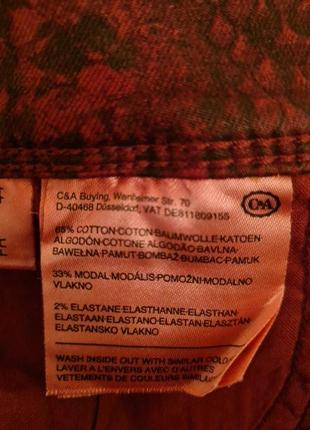 C&A Buying, Wanheimer Str. 70
D-40468 Düsseldorf, VAT DE811809155
C&A
65% COTTON·COTON·BAUMWOLLE·KATOEN·
ALGODÓN·COTONE·ALGODÃO·BAVLNA·
BAWEŁNA·PAMUT·BOMBAŽ·BUMBAC·PAMUK
33% MODAL·MODÁLIS·POMOŽNI·MODALNO
VLAKNO
2% ELASTANE·ELASTHANNE·ELASTHAN·
ELASTAAN·ELASTANO·ELASTAN·ELASZTÁN·
ELASTANSKO VLAKNO
WASH INSIDE OUT WITH SIMILAR
LAVER A L'ENVERS AVEC D'AUTRES
VETEMENTS DE COULEURS